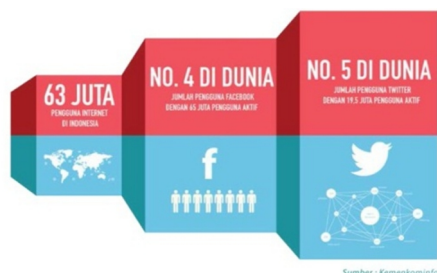 63 JUTA
PENGGUNA INTERNET
DI INDONESIA
NO. 4 DI DUNIA
JUMLAH PENGGUNA FACEBOOK
DENGAN 65 JUTA PENGGUNA AKTIF
f
NO. 5 DI DUNIA
JUMLAH PENGGUNA TWITTER
DENGAN 19,5 JUTA PENGGUNA AKTIF
Sumber : Kemenkominfo